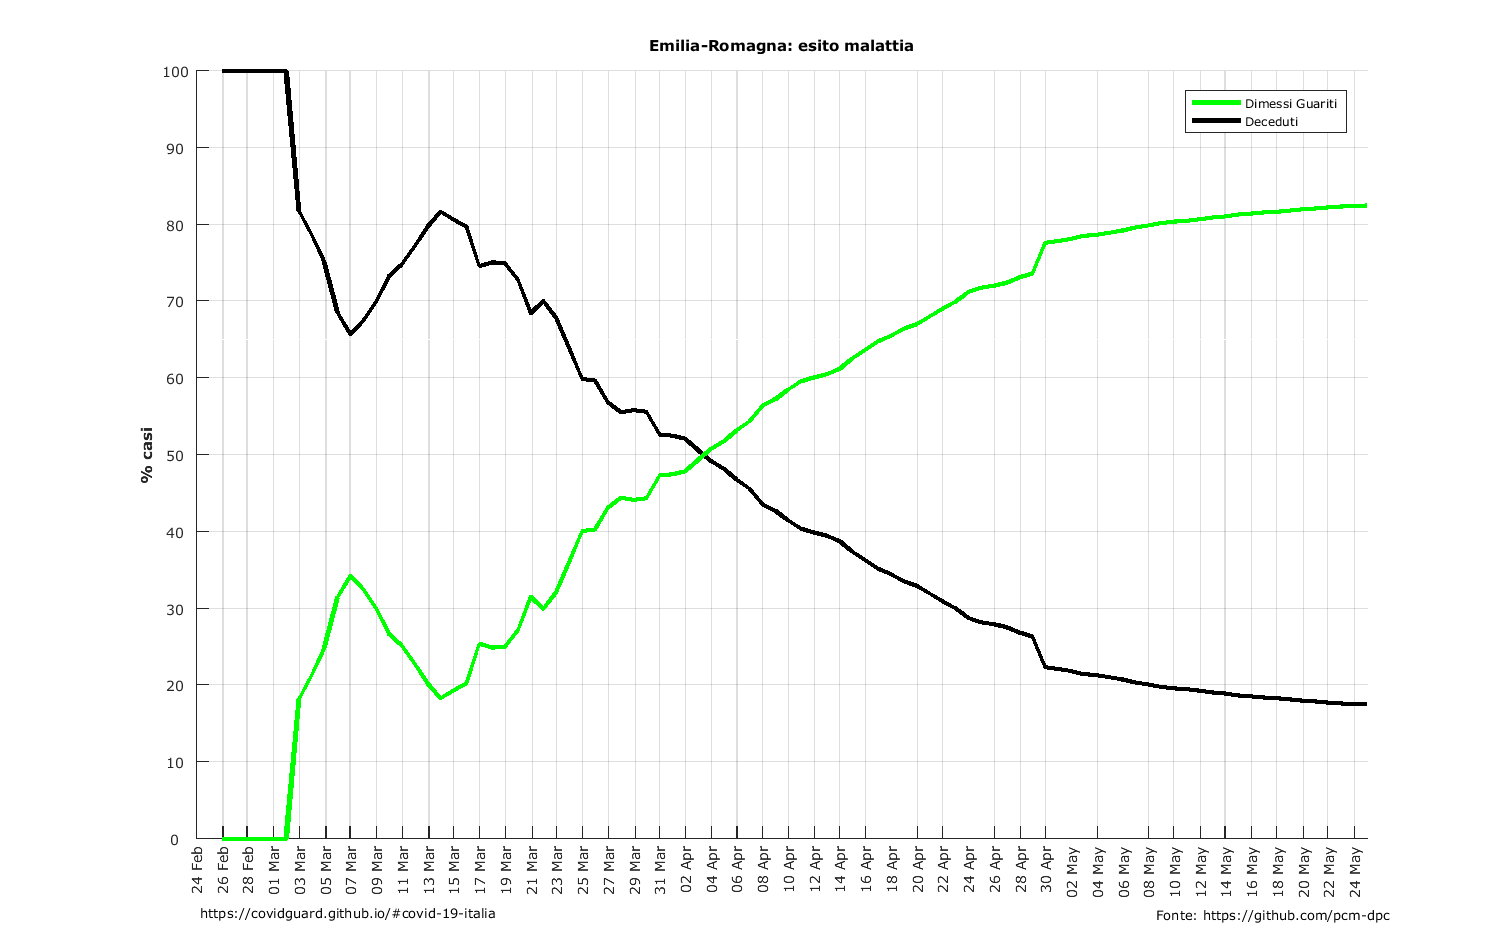 Emilia-Romagna: esito malattia
Dimessi Guariti
Deceduti
% casi
100
90
80
70
60
50
40
30
20
10
0
24 Feb
26 Feb
28 Feb
01 Mar
03 Mar
05 Mar
07 Mar
09 Mar
11 Mar
13 Mar
15 Mar
17 Mar
19 Mar
21 Mar
23 Mar
25 Mar
27 Mar
29 Mar
31 Mar
02 Apr
04 Apr
06 Apr
08 Apr
10 Apr
12 Apr
14 Apr
16 Apr
18 Apr
20 Apr
22 Apr
24 Apr
26 Apr
28 Apr
30 Apr
02 May
04 May
06 May
08 May
10 May
12 May
14 May
16 May
18 May
20 May
22 May
24 May
https://covidguard.github.io/#covid-19-italia
Fonte: https://github.com/pcm-dpc